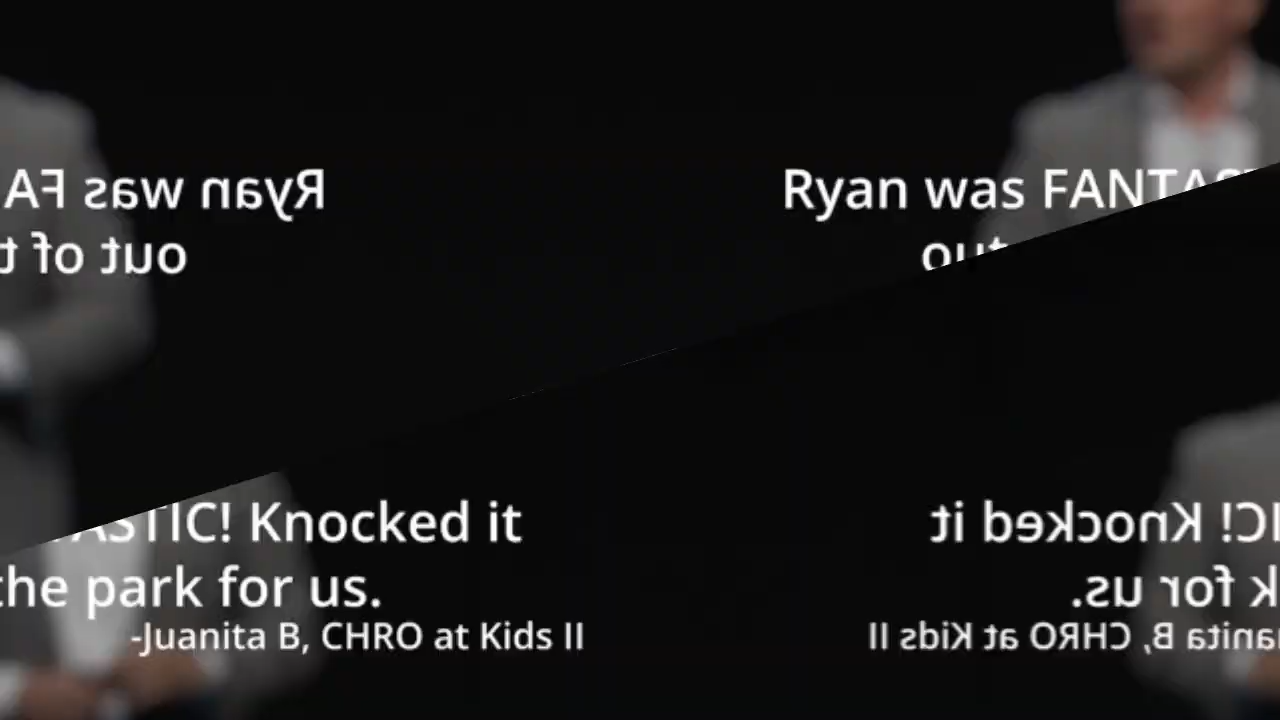 Ryan was FA
out of t
Ryan was FANTAS
out
ASTIC! Knocked it
the park for us.
-Juanita B, CHRO at Kids II
IC! Knocked it
k for us.
anita B, CHRO at Kids II